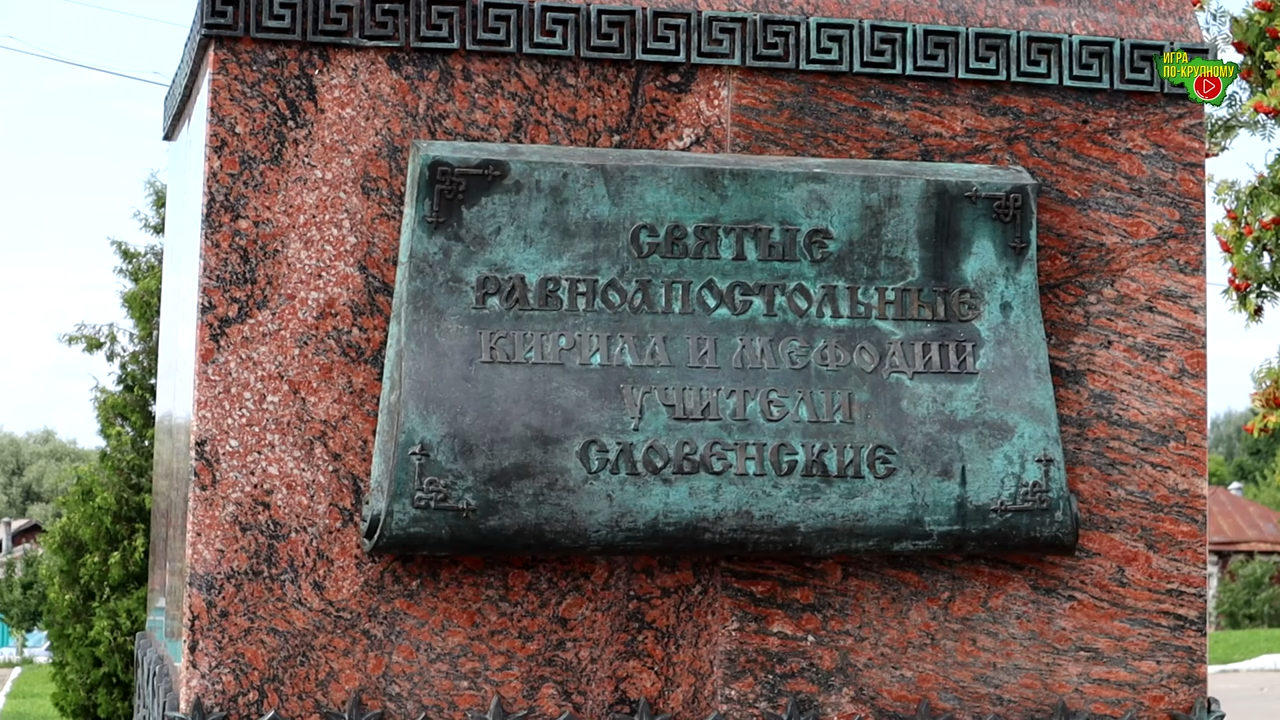 ИГРА
ПО-КРУПНОМУ
СВЯТЫЕ
РАВНОАПОСТОЛЬНЫЕ
КИРИЛЛ И МЕФОДИЙ
УЧИТЕЛИ
СЛОВЕНСКИЕ